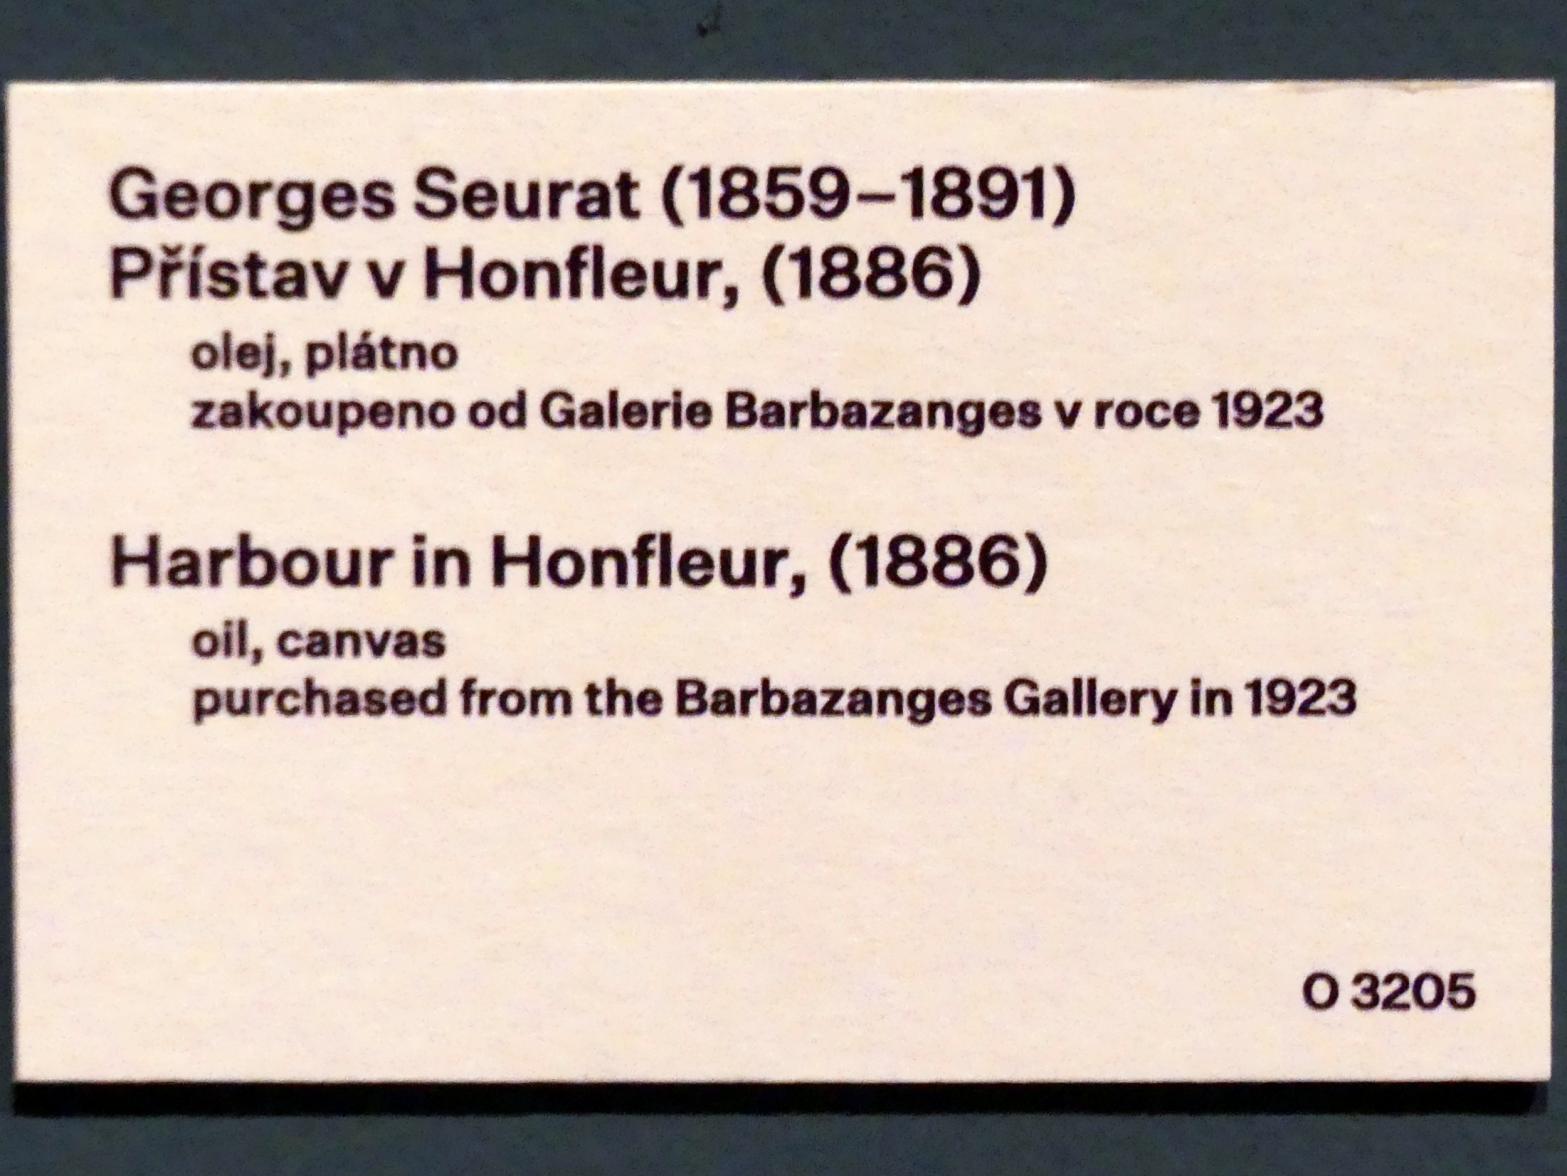 Georges Seurat (1859–1891)
Přístav v Honfleur, (1886)
olej, plátno
zakoupeno od Galerie Barbazanges v roce 1923
Harbour in Honfleur, (1886)
oil, canvas
purchased from the Barbazanges Gallery in 1923
O 3205